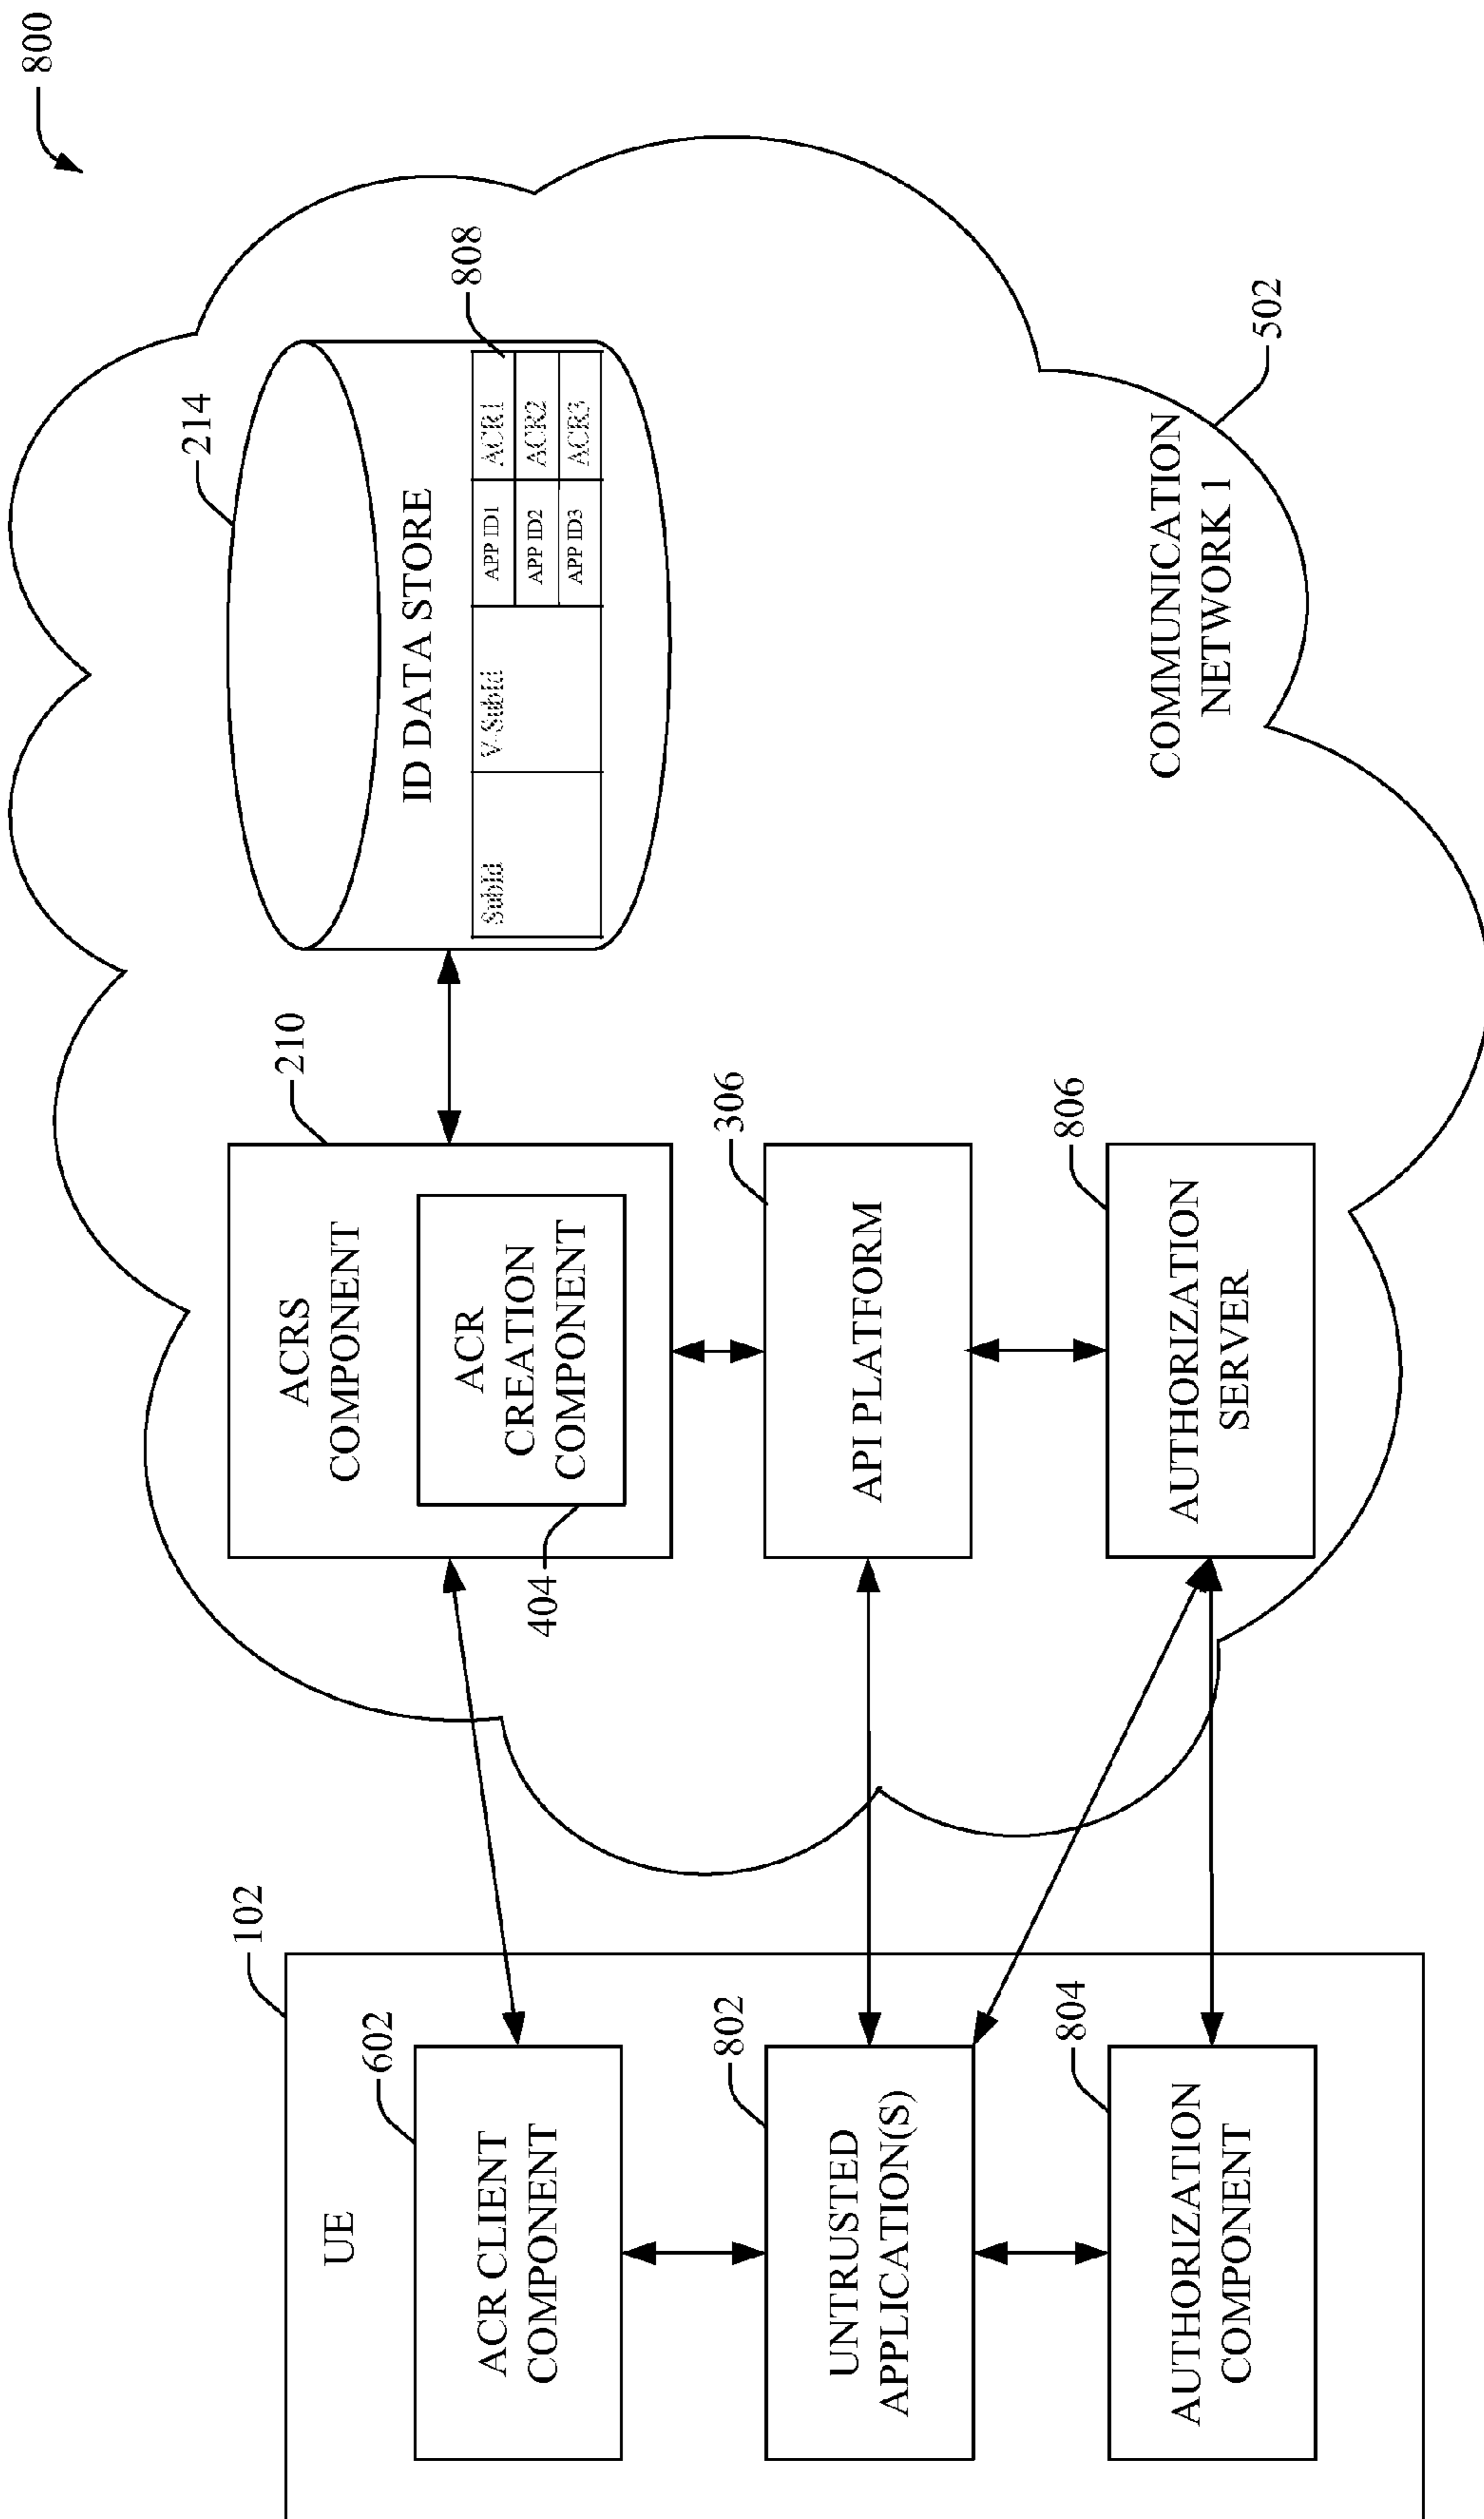 800
102
UE
602
ACR CLIENT
COMPONENT
802
UNTRUSTED
APPLICATION(S)
804
AUTHORIZATION
COMPONENT
210
ACRS
COMPONENT
ACR
CREATION
COMPONENT
404
306
API PLATFORM
806
AUTHORIZATION
SERVER
214
ID DATA STORE
808
SubId
V-SubId
APP ID1
ACR1
APP ID2
ACR2
APP ID3
ACR3
COMMUNICATION
NETWORK 1
502